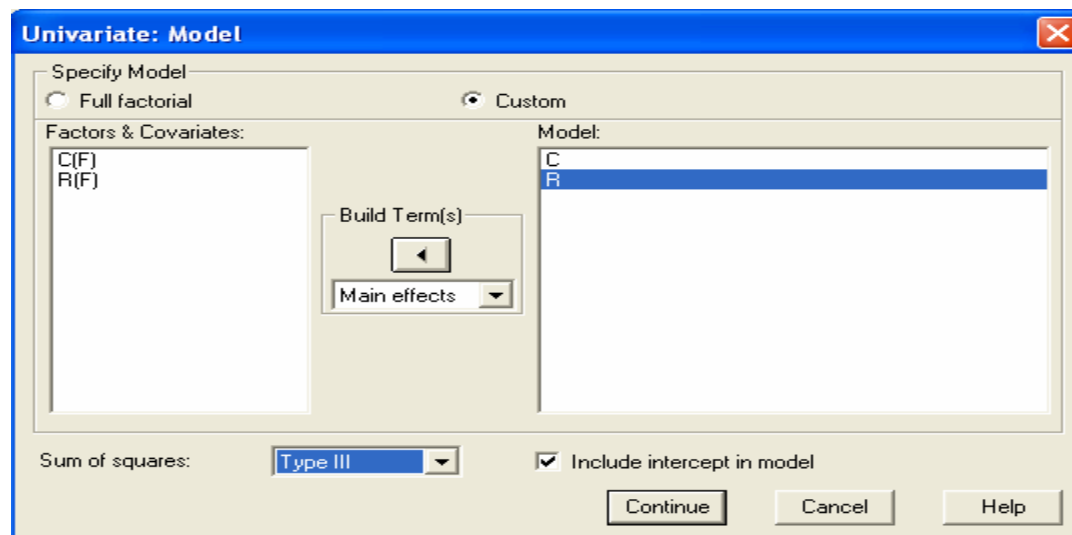 Univariate: Model
Specify Model
Full factorial
Custom
Factors & Covariates:
Model:
C(F)
R(F)
C
R
Build Term(s)
Main effects
Sum of squares:
Type III
Include intercept in model
Continue
Cancel
Help